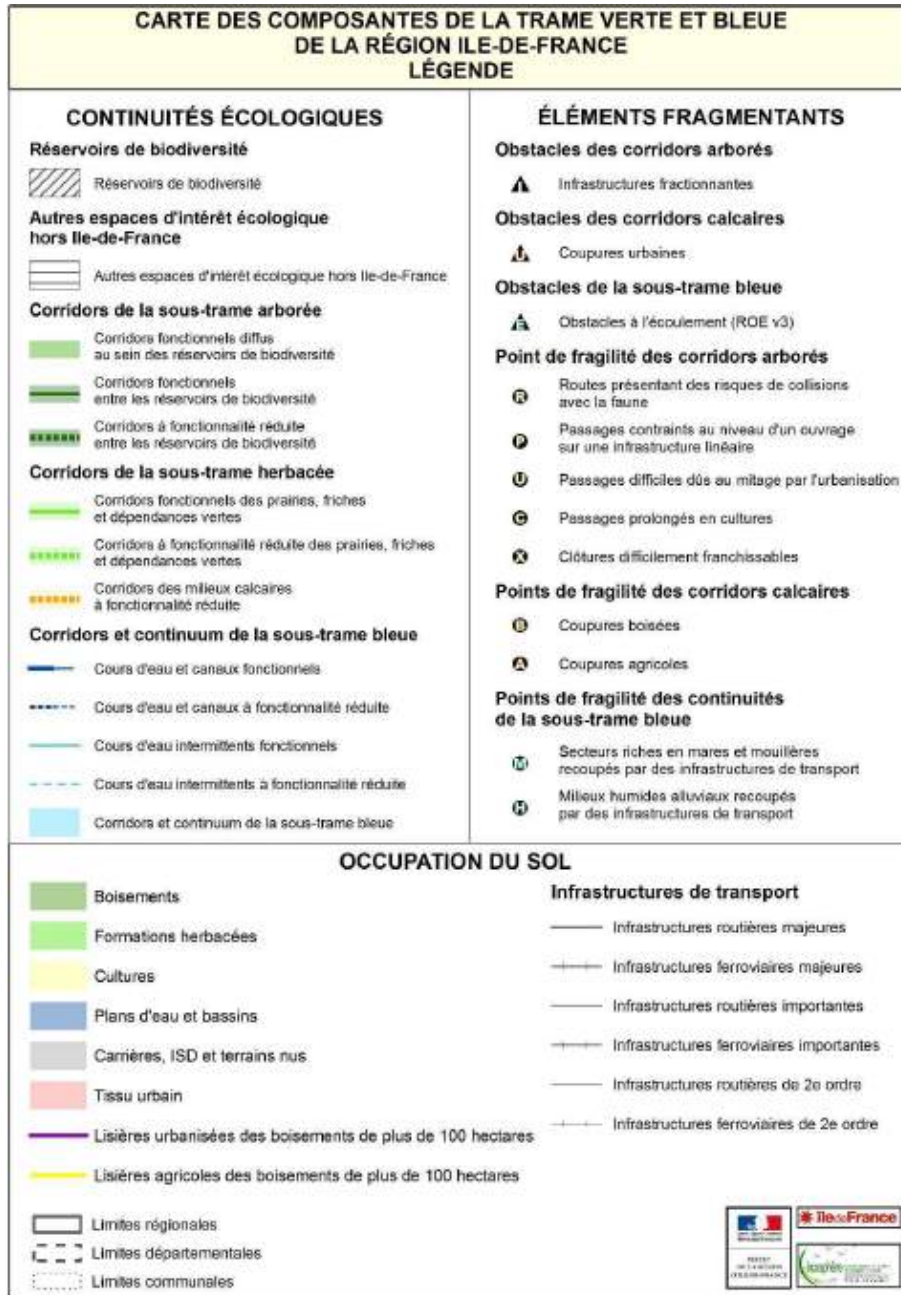 CARTE DES COMPOSANTES DE LA TRAME VERTE ET BLEUE
DE LA RÉGION ILE-DE-FRANCE
LÉGENDE
CONTINUITÉS ÉCOLOGIQUES
Réservoirs de biodiversité
Réservoirs de biodiversité
Autres espaces d'intérêt écologique
hors Ile-de-France
Autres espaces d'intérêt écologique hors Ile-de-France
Corridors de la sous-trame arborée
Corridors fonctionnels diffus
au sein des réservoirs de biodiversité
Corridors fonctionnels
entre les réservoirs de biodiversité
Corridors à fonctionnalité réduite
entre les réservoirs de biodiversité
Corridors de la sous-trame herbacée
Corridors fonctionnels des prairies, friches
et dépendances vertes
Corridors à fonctionnalité réduite des prairies, friches
et dépendances vertes
Corridors des milieux calcaires
à fonctionnalité réduite
Corridors et continuum de la sous-trame bleue
Cours d'eau et canaux fonctionnels
Cours d'eau et canaux à fonctionnalité réduite
Cours d'eau intermittents fonctionnels
Cours d'eau intermittents à fonctionnalité réduite
Corridors et continuum de la sous-trame bleue
ÉLÉMENTS FRAGMENTANTS
Obstacles des corridors arborés
Infrastructures fractionnantes
Obstacles des corridors calcaires
Coupures urbaines
Obstacles de la sous-trame bleue
Obstacles à l'écoulement (ROE v3)
Point de fragilité des corridors arborés
R Routes présentant des risques de collisions
avec la faune
P Passages contraints au niveau d'un ouvrage
sur une infrastructure linéaire
U Passages difficiles dûs au mitage par l'urbanisation
C Passages prolongés en cultures
X Clôtures difficilement franchissables
Points de fragilité des corridors calcaires
B Coupures boisées
A Coupures agricoles
Points de fragilité des continuités
de la sous-trame bleue
M Secteurs riches en mares et mouillères
recoupés par des infrastructures de transport
H Milieux humides alluviaux recoupés
par des infrastructures de transport
OCCUPATION DU SOL
Boisements
Formations herbacées
Cultures
Plans d'eau et bassins
Carrières, ISD et terrains nus
Tissu urbain
Lisières urbanisées des boisements de plus de 100 hectares
Lisières agricoles des boisements de plus de 100 hectares
Limites régionales
Limites départementales
Limites communales
Infrastructures de transport
Infrastructures routières majeures
Infrastructures ferroviaires majeures
Infrastructures routières importantes
Infrastructures ferroviaires importantes
Infrastructures routières de 2e ordre
Infrastructures ferroviaires de 2e ordre
PRÉFET
DE LA RÉGION
D'ILE-DE-FRANCE
île de France